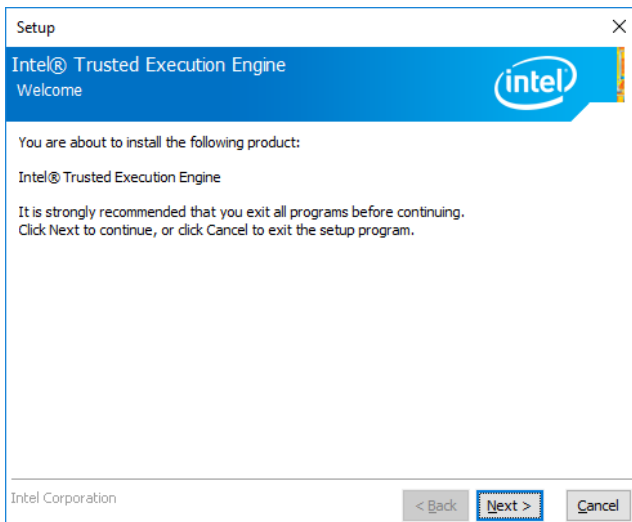 Setup
Intel® Trusted Execution Engine
Welcome
intel
You are about to install the following product:
Intel® Trusted Execution Engine
It is strongly recommended that you exit all programs before continuing.
Click Next to continue, or click Cancel to exit the setup program.
Intel Corporation
< Back
Next >
Cancel